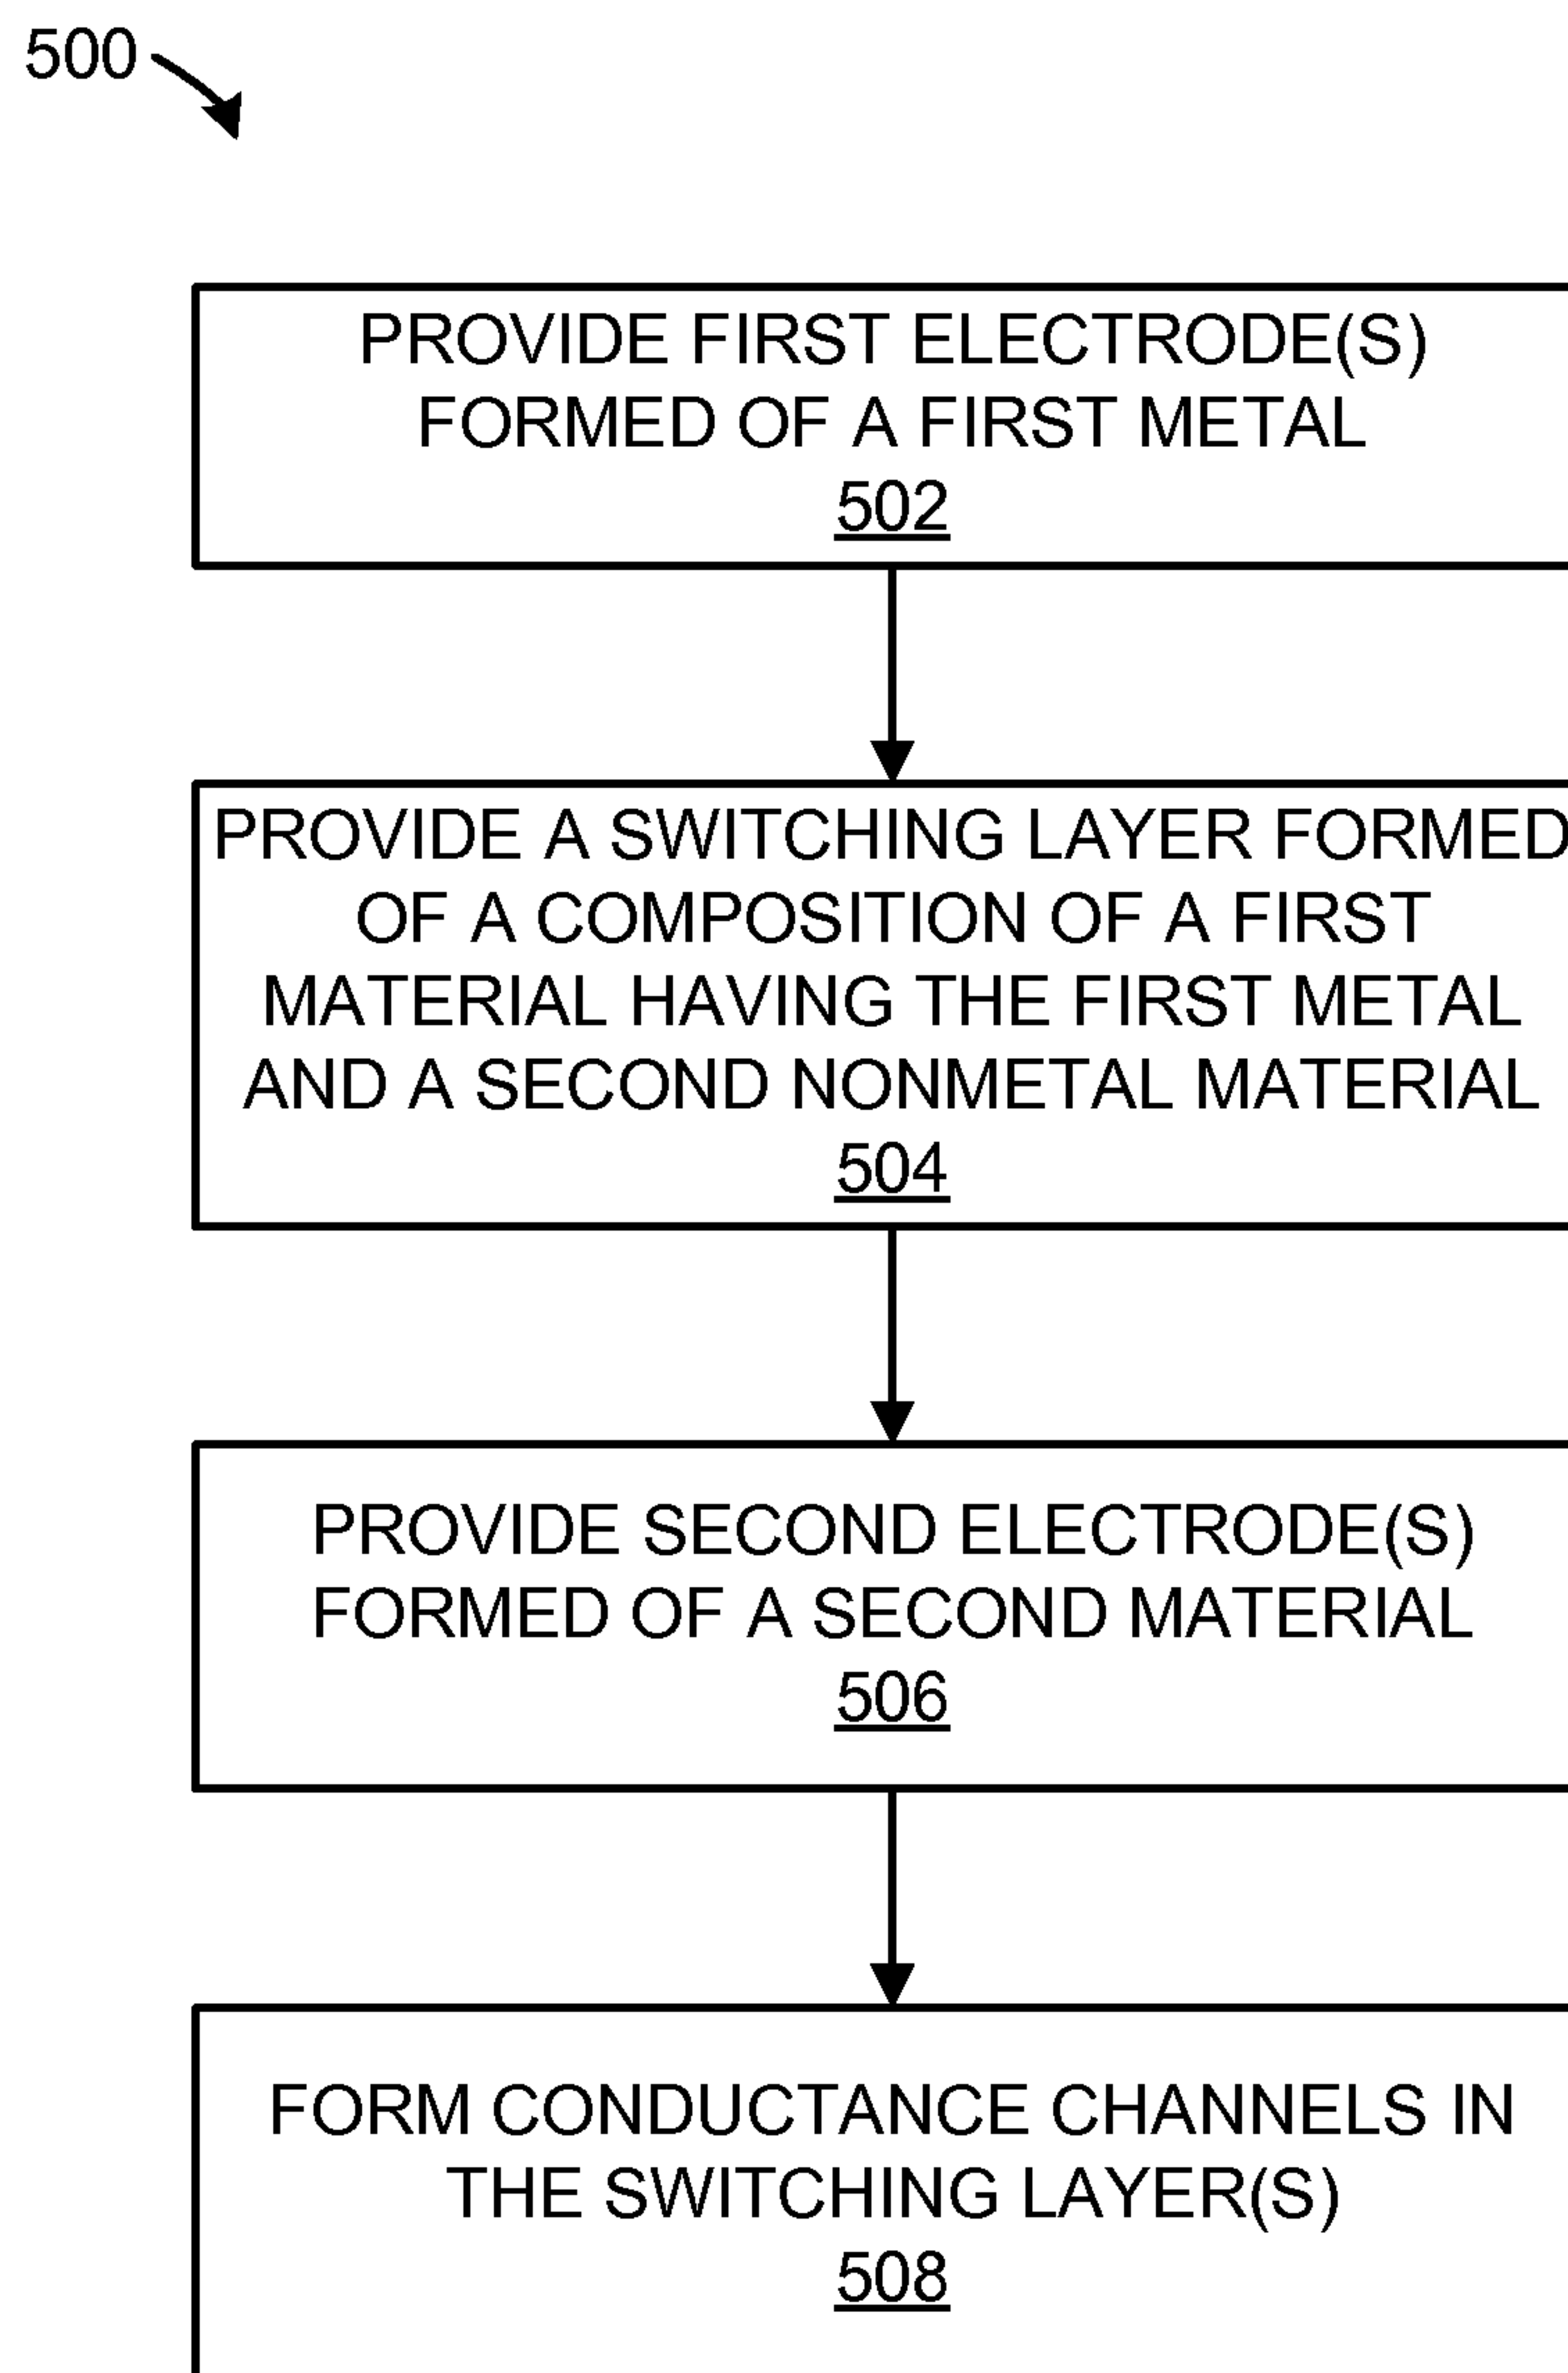 500
PROVIDE FIRST ELECTRODE(S)
FORMED OF A FIRST METAL
502
PROVIDE A SWITCHING LAYER FORMED
OF A COMPOSITION OF A FIRST
MATERIAL HAVING THE FIRST METAL
AND A SECOND NONMETAL MATERIAL
504
PROVIDE SECOND ELECTRODE(S)
FORMED OF A SECOND MATERIAL
506
FORM CONDUCTANCE CHANNELS IN
THE SWITCHING LAYER(S)
508